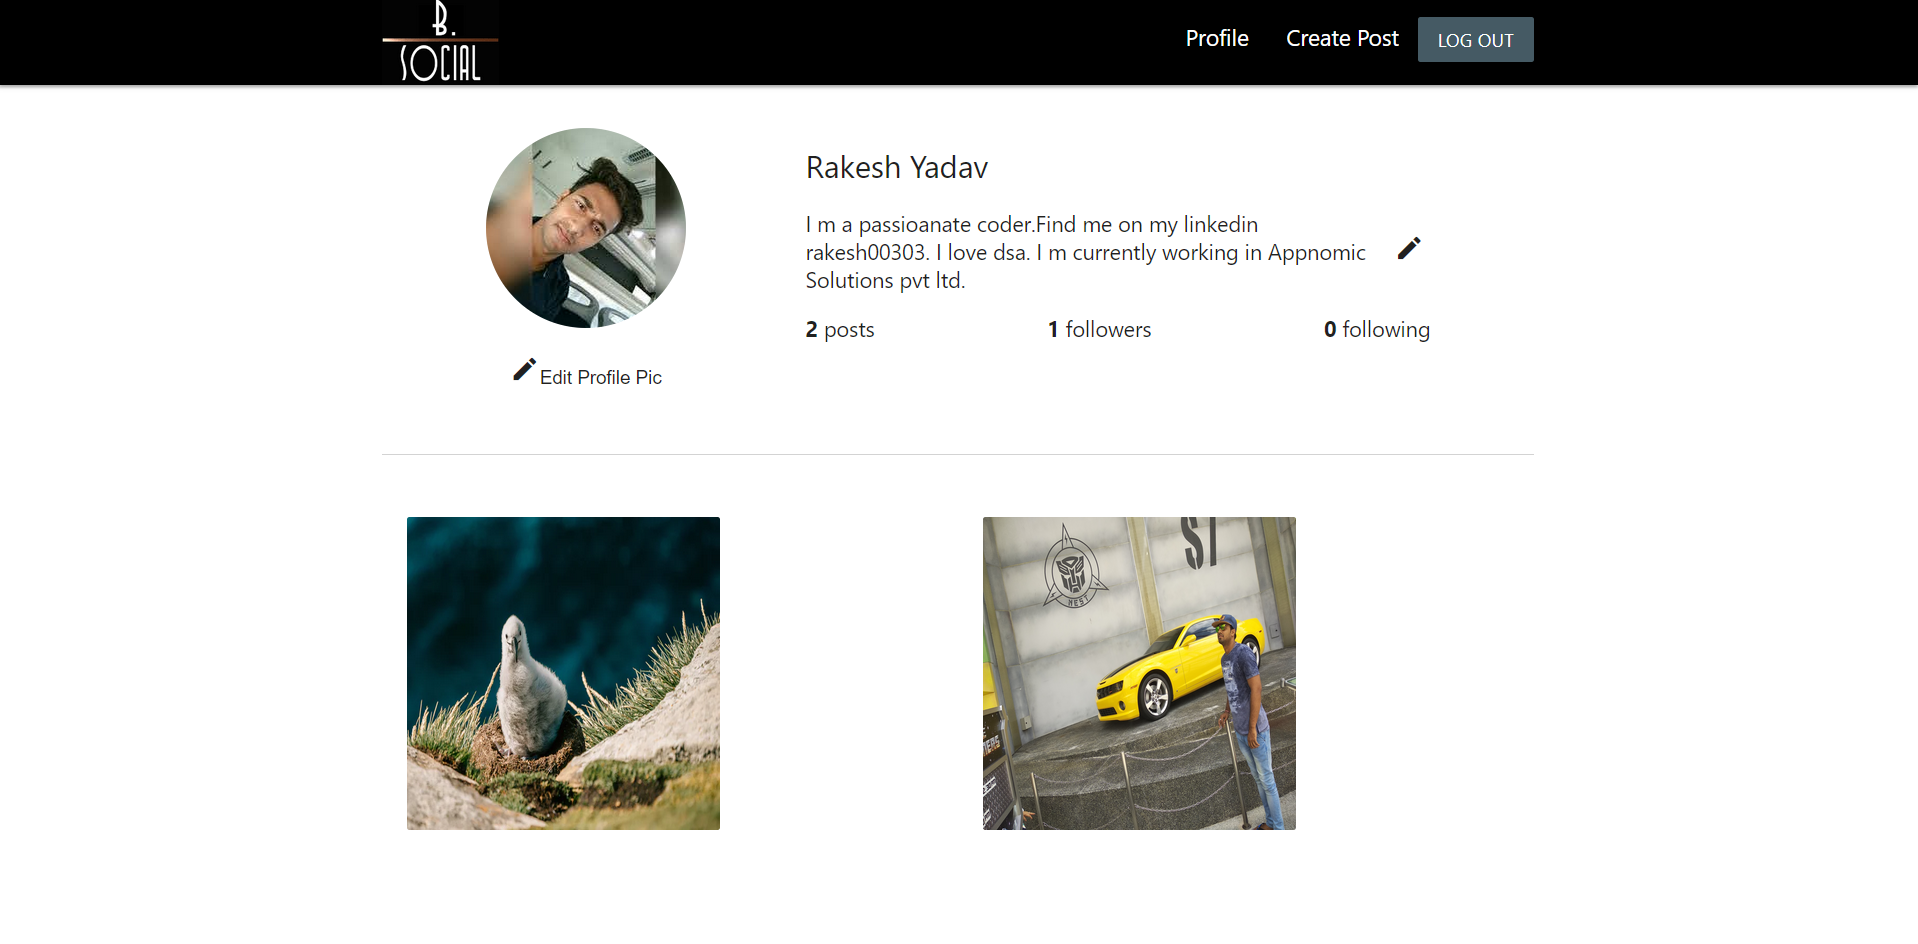 B.
SOCIAL
Profile
Create Post
LOG OUT
Rakesh Yadav
I m a passioanate coder.Find me on my linkedin
rakesh00303. I love dsa. I m currently working in Appnomic
Solutions pvt ltd.
2 posts
1 followers
0 following
Edit Profile Pic
ST
NEST